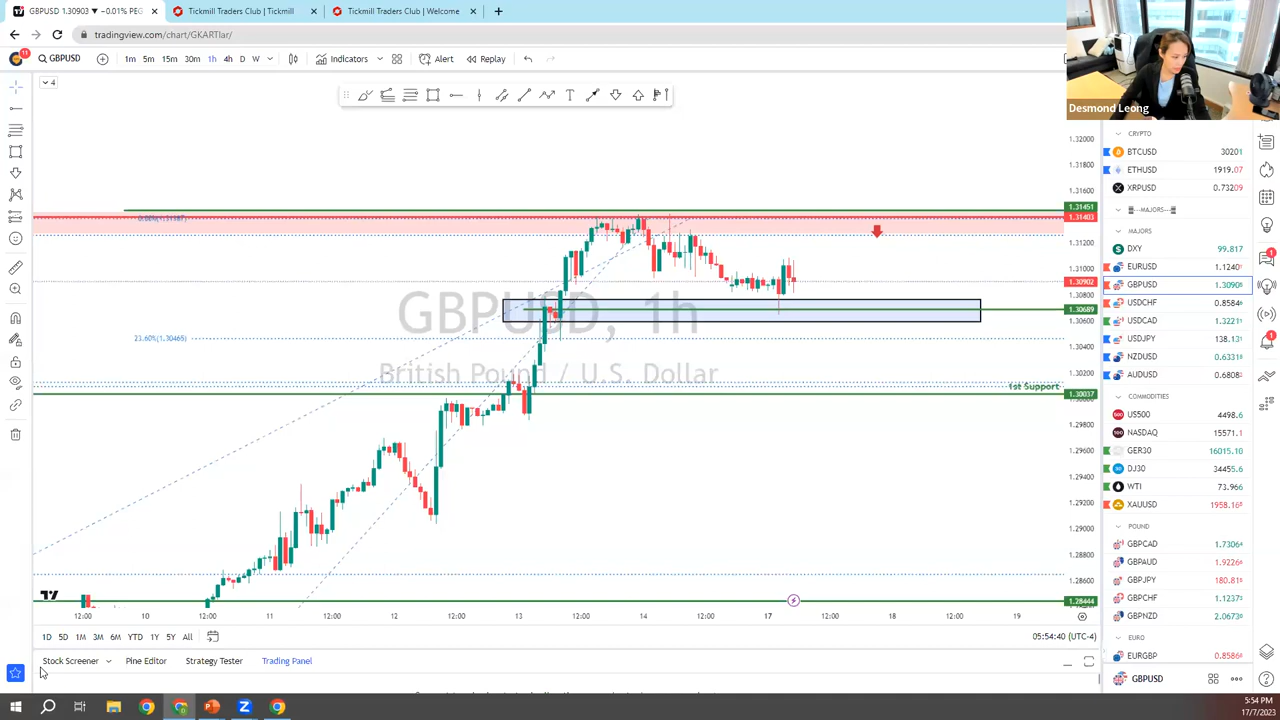 GBPUSD 1.30903 ▼ −0.01% PEG
Tickmill Traders Club | Tickmill
Tickmill Traders Club | Welcome
tradingview.com/chart/GKARTlar/
11
GBPUSD
1m 5m 15m 30m 1h 4h D W
Indicators
Alert
Replay
Desmond Leong
4
GBPUSD, 1h
British Pound / U.S. Dollar
23.60%(1.30465)
1st Support
1.32000
1.31800
1.31600
1.31451
1.31403
1.31200
1.31000
1.30902
1.30800
1.30689
1.30600
1.30400
1.30200
1.30037
1.29800
1.29600
1.29400
1.29200
1.29000
1.28800
1.28600
1.28444
12:00 10 12:00 11 12:00 12 12:00 13 12:00 14 12:00 17 12:00 18 12:00 19
1D 5D 1M 3M 6M YTD 1Y 5Y All
05:54:40 (UTC-4)
Stock Screener
Pine Editor
Strategy Tester
Trading Panel
CRYPTO
BTCUSD 30201
ETHUSD 1919.07
XRPUSD 0.73209
MAJORS
MAJORS
DXY 99.817
EURUSD 1.1240
GBPUSD 1.3090
USDCHF 0.8584
USDCAD 1.3221
USDJPY 138.13
NZDUSD 0.6331
AUDUSD 0.6808
COMMODITIES
US500 4498.6
NASDAQ 15571.1
GER30 16015.10
DJ30 34455.6
WTI 73.966
XAUUSD 1958.16
POUND
GBPCAD 1.7306
GBPAUD 1.9226
GBPJPY 180.81
GBPCHF 1.1237
GBPNZD 2.0673
EURO
EURGBP 0.8586
GBPUSD
1
1
5:54 PM
17/7/2023